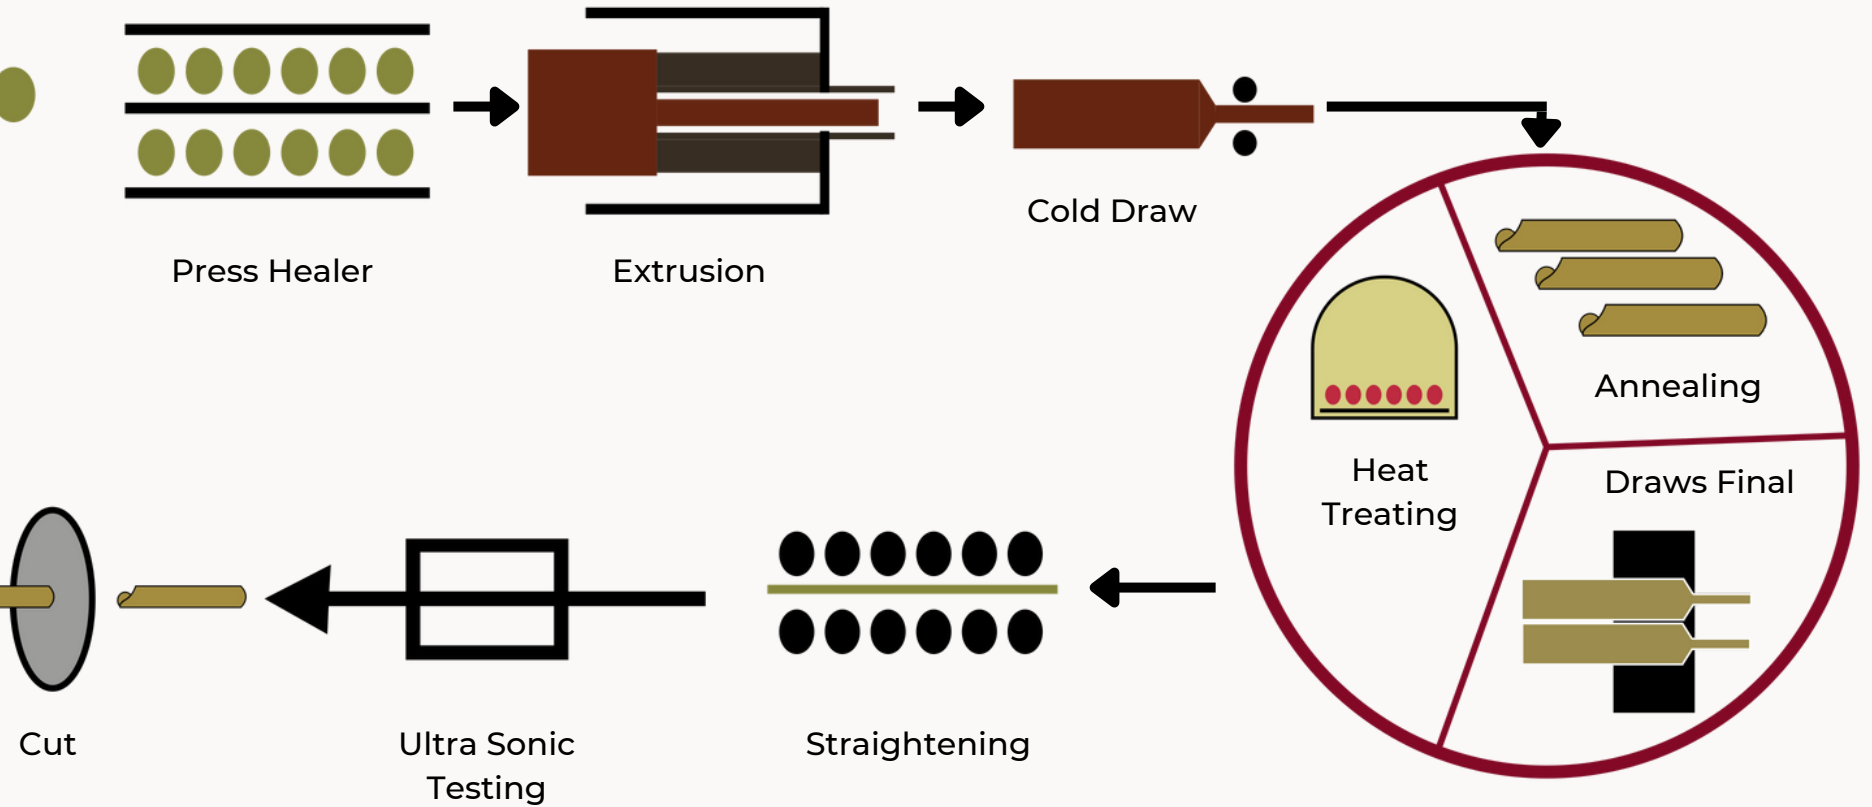 Press Healer
Extrusion
Cold Draw
Annealing
Heat
Treating
Draws Final
Straightening
Ultra Sonic
Testing
Cut